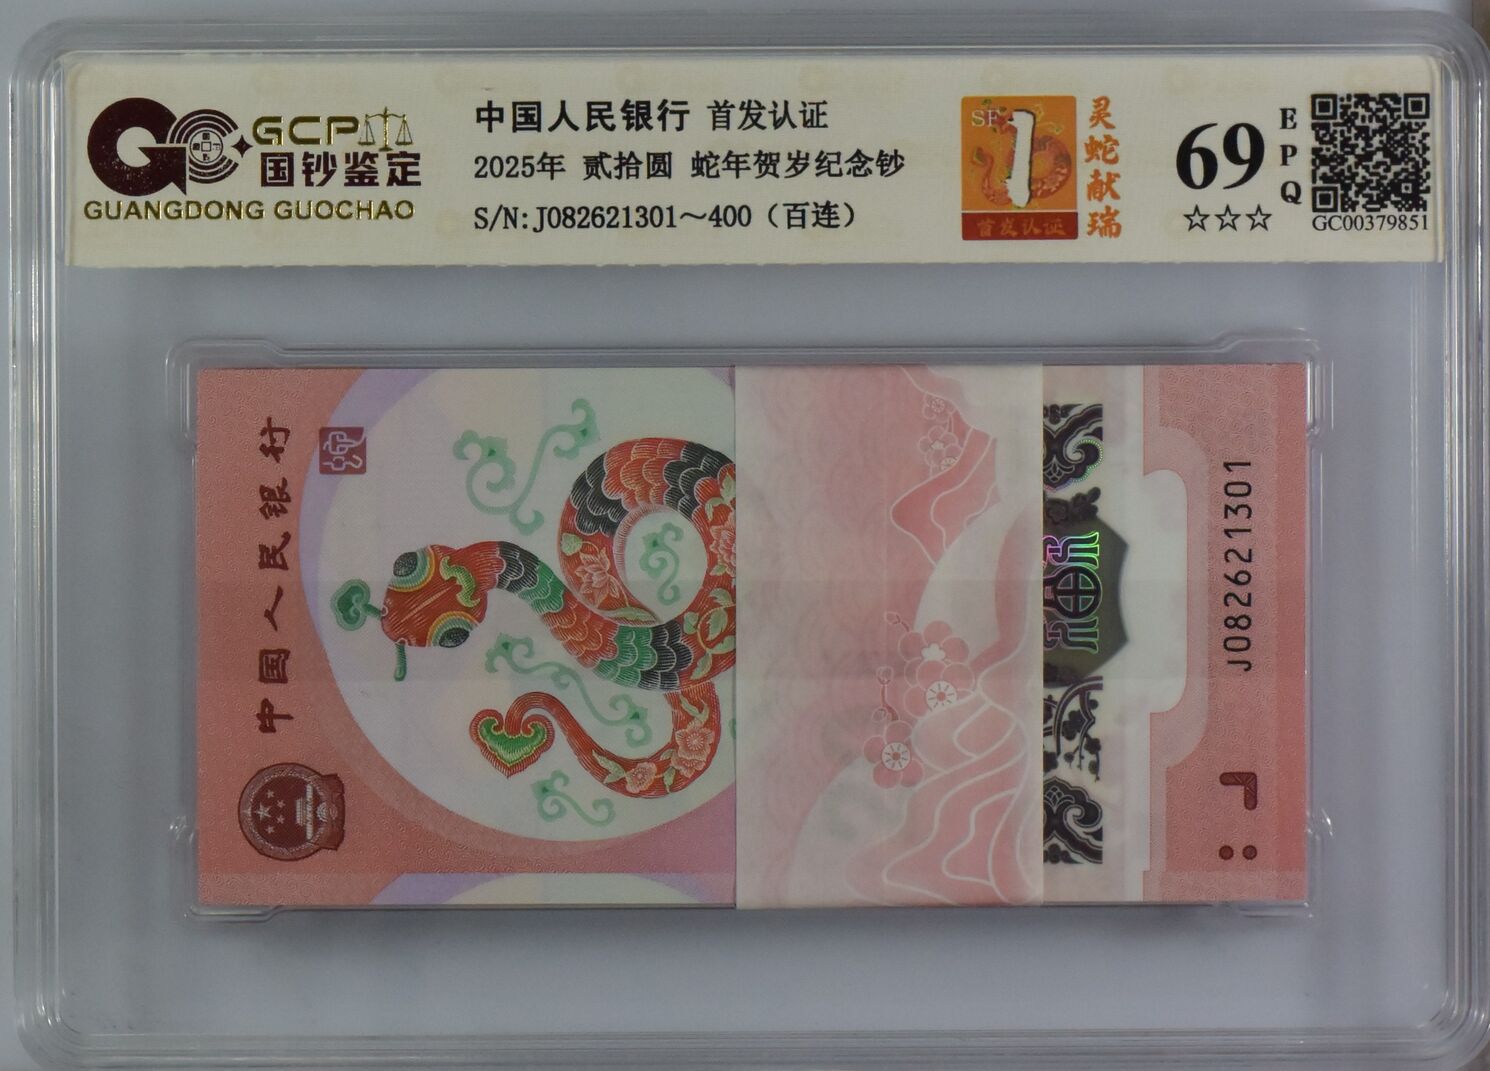 GCP
国钞鉴定
GUANGDONG GUOCHAO
中国人民银行 首发认证
2025年 贰拾圆 蛇年贺岁纪念钞
S/N:J082621301～400（百连）
1
首发认证
灵蛇献瑞
69
EPQ
☆☆☆
GC00379851
中国人民银行
J082621301